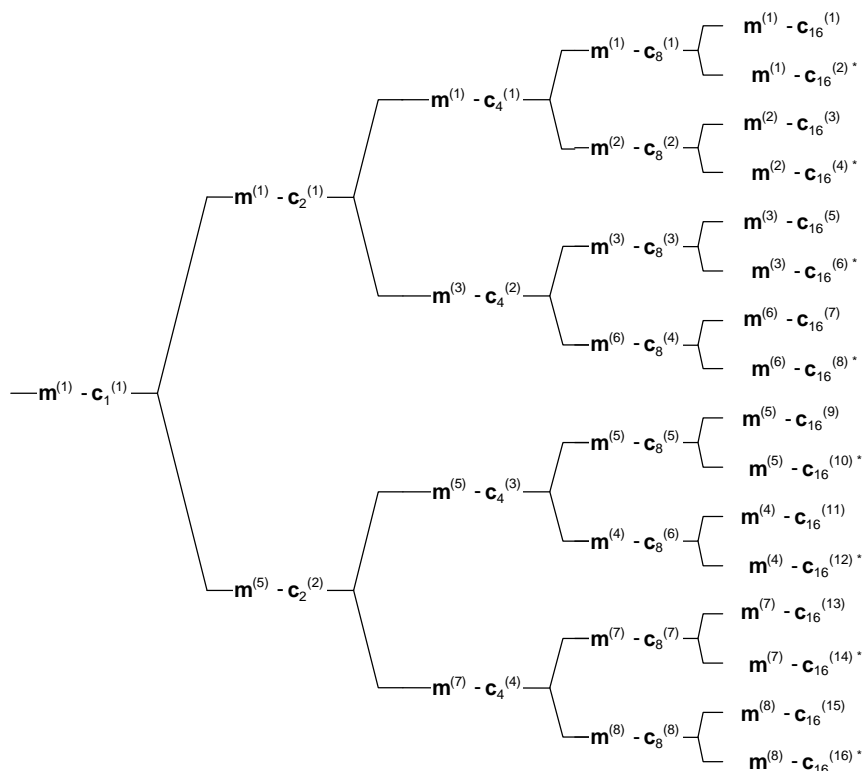 m⁽¹⁾ - c₁₆⁽¹⁾
m⁽¹⁾ - c₈⁽¹⁾
m⁽¹⁾ - c₁₆⁽²⁾ *
m⁽¹⁾ - c₄⁽¹⁾
m⁽²⁾ - c₁₆⁽³⁾
m⁽²⁾ - c₈⁽²⁾
m⁽²⁾ - c₁₆⁽⁴⁾ *
m⁽¹⁾ - c₂⁽¹⁾
m⁽³⁾ - c₁₆⁽⁵⁾
m⁽³⁾ - c₈⁽³⁾
m⁽³⁾ - c₁₆⁽⁶⁾ *
m⁽³⁾ - c₄⁽²⁾
m⁽⁶⁾ - c₁₆⁽⁷⁾
m⁽⁶⁾ - c₈⁽⁴⁾
m⁽⁶⁾ - c₁₆⁽⁸⁾ *
m⁽¹⁾ - c₁⁽¹⁾
m⁽⁵⁾ - c₁₆⁽⁹⁾
m⁽⁵⁾ - c₈⁽⁵⁾
m⁽⁵⁾ - c₁₆⁽¹⁰⁾ *
m⁽⁵⁾ - c₄⁽³⁾
m⁽⁴⁾ - c₁₆⁽¹¹⁾
m⁽⁴⁾ - c₈⁽⁶⁾
m⁽⁴⁾ - c₁₆⁽¹²⁾ *
m⁽⁵⁾ - c₂⁽²⁾
m⁽⁷⁾ - c₁₆⁽¹³⁾
m⁽⁷⁾ - c₈⁽⁷⁾
m⁽⁷⁾ - c₁₆⁽¹⁴⁾ *
m⁽⁷⁾ - c₄⁽⁴⁾
m⁽⁸⁾ - c₁₆⁽¹⁵⁾
m⁽⁸⁾ - c₈⁽⁸⁾
m⁽⁸⁾ - c₁₆⁽¹⁶⁾ *